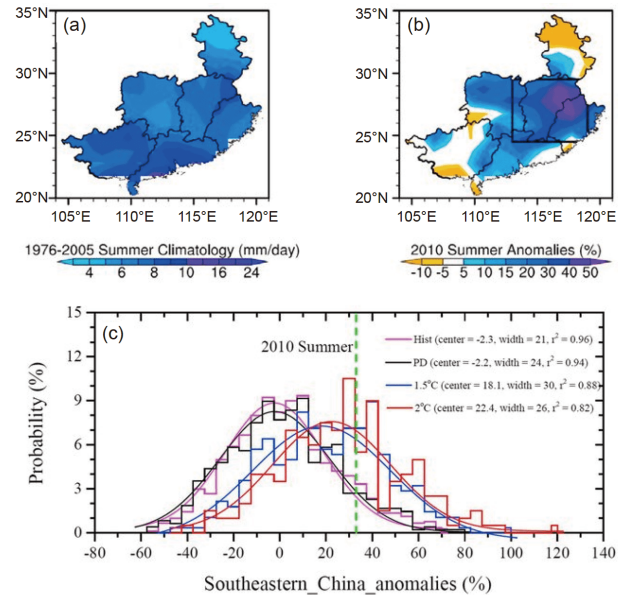 (a)
35°N
30°N
25°N
20°N
105°E 110°E 115°E 120°E
1976-2005 Summer Climatology (mm/day)
4 6 8 10 16 24
(b)
35°N
30°N
25°N
20°N
105°E 110°E 115°E 120°E
2010 Summer Anomalies (%)
-10 -5 5 10 20 30 40 50
(c)
15
12
9
6
3
0
Probability (%)
2010 Summer
Hist (center = -2.3, width = 21, r² = 0.96)
PD (center = -2.2, width = 24, r² = 0.94)
1.5°C (center = 18.1, width = 30, r² = 0.88)
2°C (center = 22.4, width = 26, r² = 0.82)
-80 -60 -40 -20 0 20 40 60 80 100 120 140
Southeastern_China_anomalies (%)